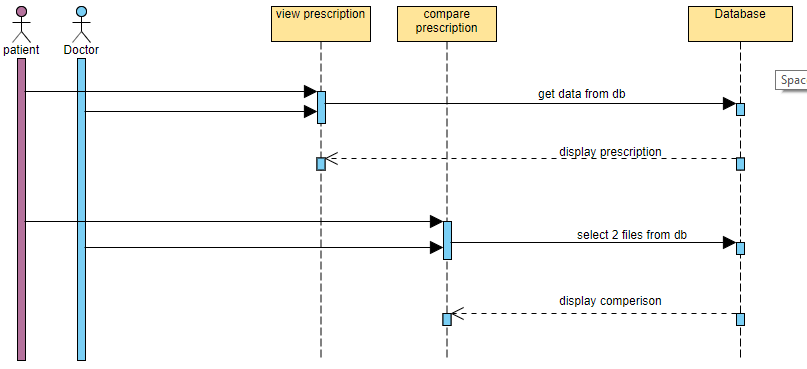 view prescription
compare
prescription
Database
patient
Doctor
Spac
get data from db
display prescription
select 2 files from db
display comperison